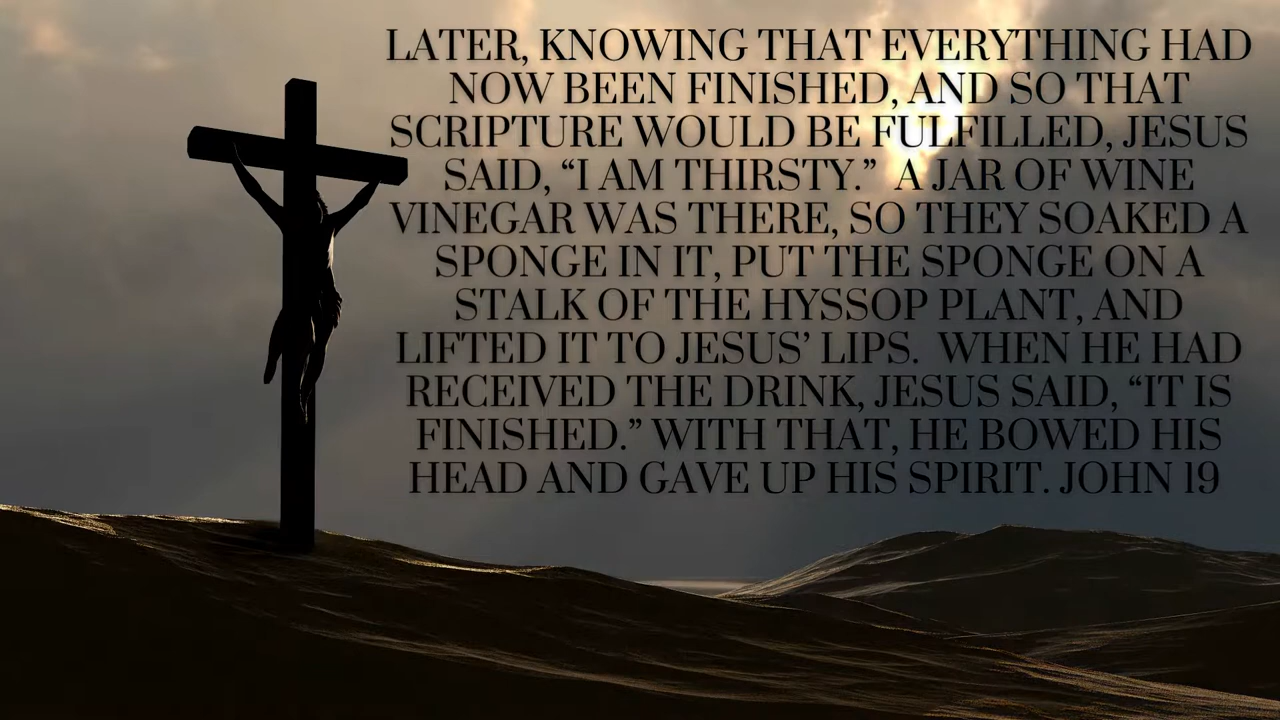 LATER, KNOWING THAT EVERYTHING HAD
NOW BEEN FINISHED, AND SO THAT
SCRIPTURE WOULD BE FULFILLED, JESUS
SAID, “I AM THIRSTY.”  A JAR OF WINE
VINEGAR WAS THERE, SO THEY SOAKED A
SPONGE IN IT, PUT THE SPONGE ON A
STALK OF THE HYSSOP PLANT, AND
LIFTED IT TO JESUS’ LIPS.  WHEN HE HAD
RECEIVED THE DRINK, JESUS SAID, “IT IS
FINISHED.” WITH THAT, HE BOWED HIS
HEAD AND GAVE UP HIS SPIRIT. JOHN 19